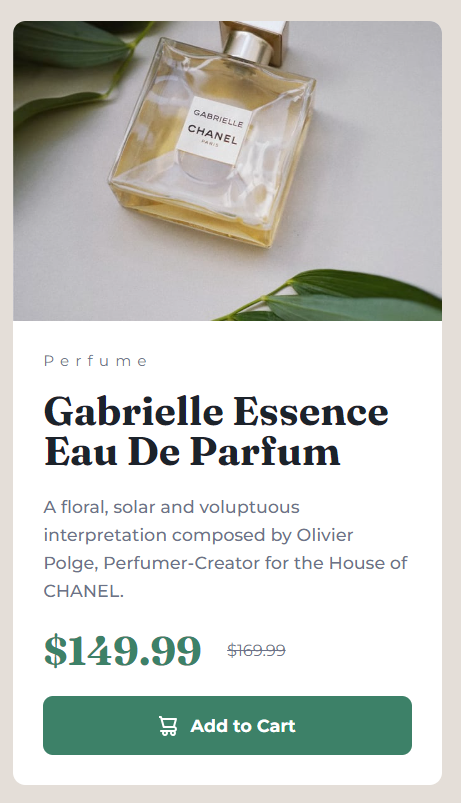 GABRIELLE
CHANEL
PARIS
Perfume
Gabrielle Essence
Eau De Parfum
A floral, solar and voluptuous
interpretation composed by Olivier
Polge, Perfumer-Creator for the House of
CHANEL.
$149.99 $169.99
Add to Cart